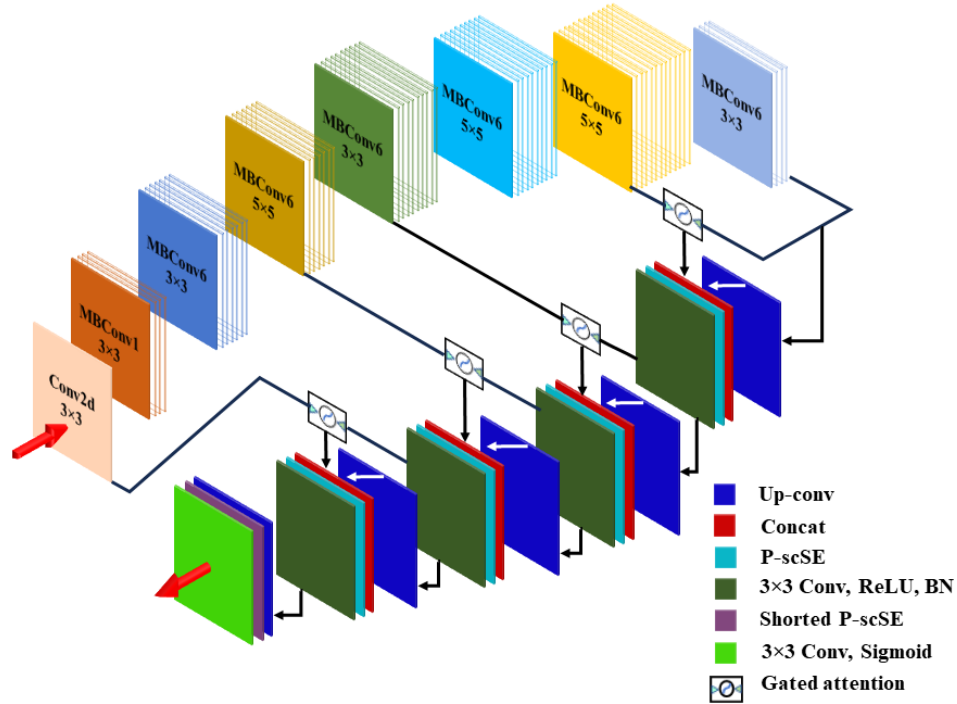 Conv2d
3×3
MBConv1
3×3
MBConv6
3×3
MBConv6
5×5
MBConv6
3×3
MBConv6
5×5
MBConv6
5×5
MBConv6
3×3
Up-conv
Concat
P-scSE
3×3 Conv, ReLU, BN
Shorted P-scSE
3×3 Conv, Sigmoid
Gated attention